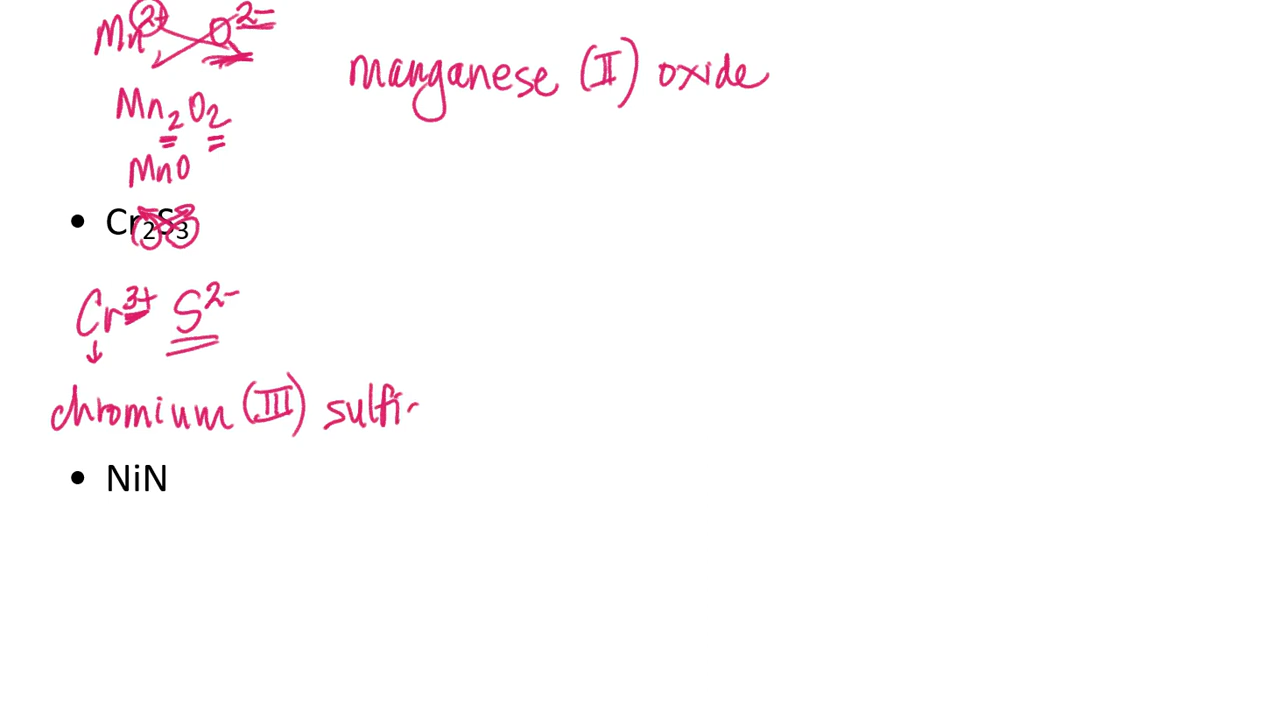 Mn2+ O2-
manganese (II) oxide
Mn2O2
MnO
• Cr2S3
Cr3+ S2-
chromium (III) sulfi
• NiN